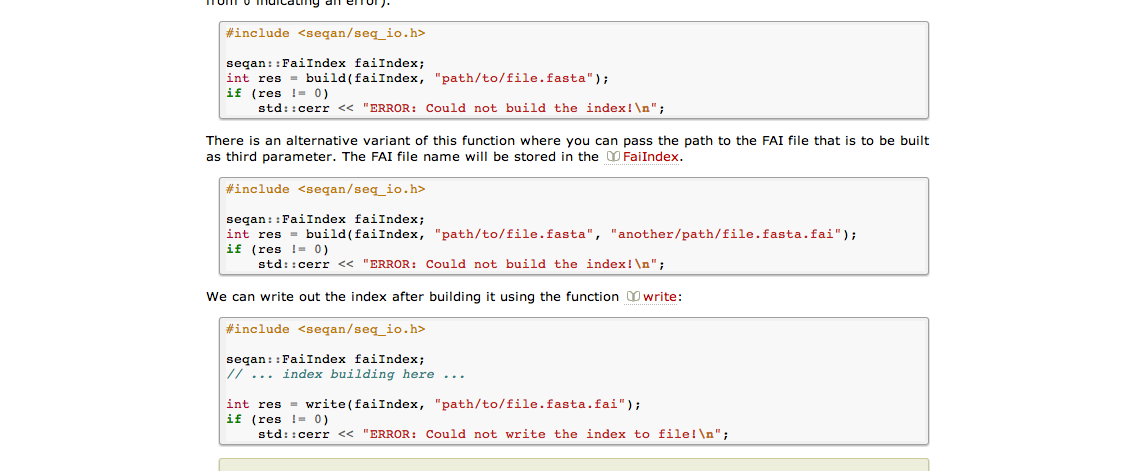 from 0 indicating an error).
#include <seqan/seq_io.h>
seqan::FaiIndex faiIndex;
int res = build(faiIndex, "path/to/file.fasta");
if (res != 0)
    std::cerr << "ERROR: Could not build the index!\n";
There is an alternative variant of this function where you can pass the path to the FAI file that is to be built
as third parameter. The FAI file name will be stored in the FaiIndex.
#include <seqan/seq_io.h>
seqan::FaiIndex faiIndex;
int res = build(faiIndex, "path/to/file.fasta", "another/path/file.fasta.fai");
if (res != 0)
    std::cerr << "ERROR: Could not build the index!\n";
We can write out the index after building it using the function write:
#include <seqan/seq_io.h>
seqan::FaiIndex faiIndex;
// ... index building here ...
int res = write(faiIndex, "path/to/file.fasta.fai");
if (res != 0)
    std::cerr << "ERROR: Could not write the index to file!\n";